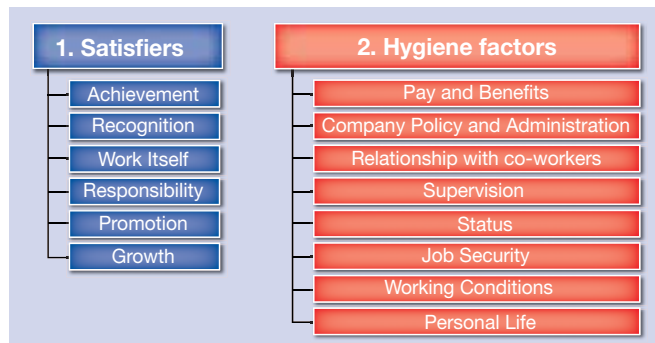 1. Satisfiers
Achievement
Recognition
Work Itself
Responsibility
Promotion
Growth
2. Hygiene factors
Pay and Benefits
Company Policy and Administration
Relationship with co-workers
Supervision
Status
Job Security
Working Conditions
Personal Life